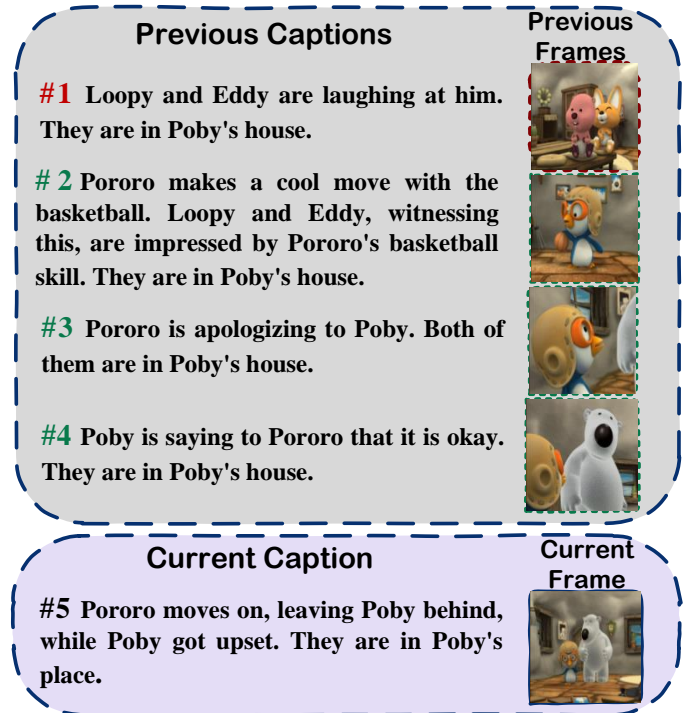 Previous Captions
Previous
Frames
#1 Loopy and Eddy are laughing at him.
They are in Poby's house.
# 2 Pororo makes a cool move with the
basketball. Loopy and Eddy, witnessing
this, are impressed by Pororo's basketball
skill. They are in Poby's house.
#3 Pororo is apologizing to Poby. Both of
them are in Poby's house.
#4 Poby is saying to Pororo that it is okay.
They are in Poby's house.
Current Caption
Current
Frame
#5 Pororo moves on, leaving Poby behind,
while Poby got upset. They are in Poby's
place.